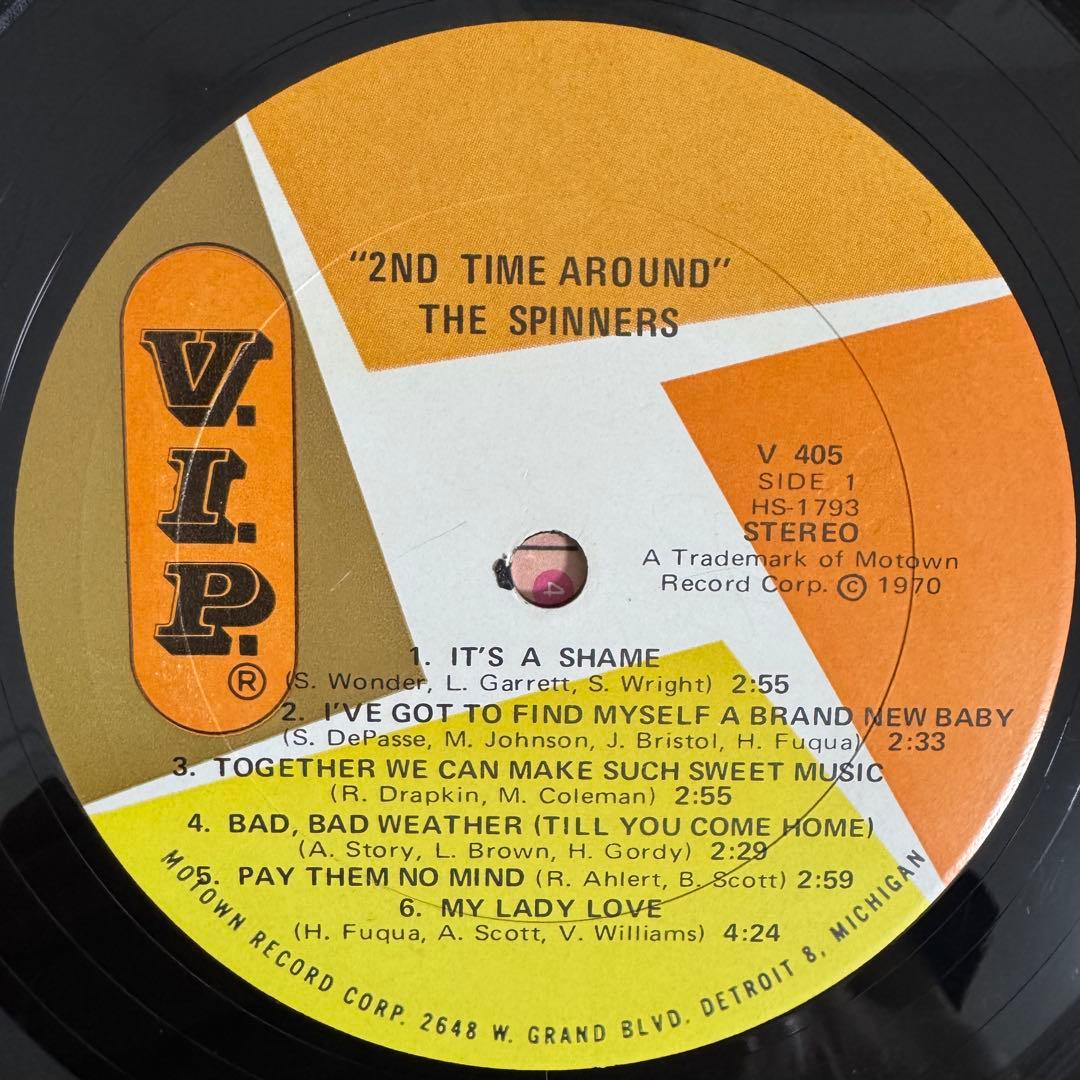 "2ND TIME AROUND"
THE SPINNERS
V.I.P.
®
V 405
SIDE 1
HS-1793
STEREO
A Trademark of Motown
Record Corp. © 1970
4
1. IT'S A SHAME
(S. Wonder, L. Garrett, S. Wright) 2:55
2. I'VE GOT TO FIND MYSELF A BRAND NEW BABY
(S. DePasse, M. Johnson, J. Bristol, H. Fuqua) 2:33
3. TOGETHER WE CAN MAKE SUCH SWEET MUSIC
(R. Drapkin, M. Coleman) 2:55
4. BAD, BAD WEATHER (TILL YOU COME HOME)
(A. Story, L. Brown, H. Gordy) 2:29
5. PAY THEM NO MIND (R. Ahlert, B. Scott) 2:59
6. MY LADY LOVE
(H. Fuqua, A. Scott, V. Williams) 4:24
MOTOWN RECORD CORP. 2648 W. GRAND BLVD. DETROIT 8, MICHIGAN